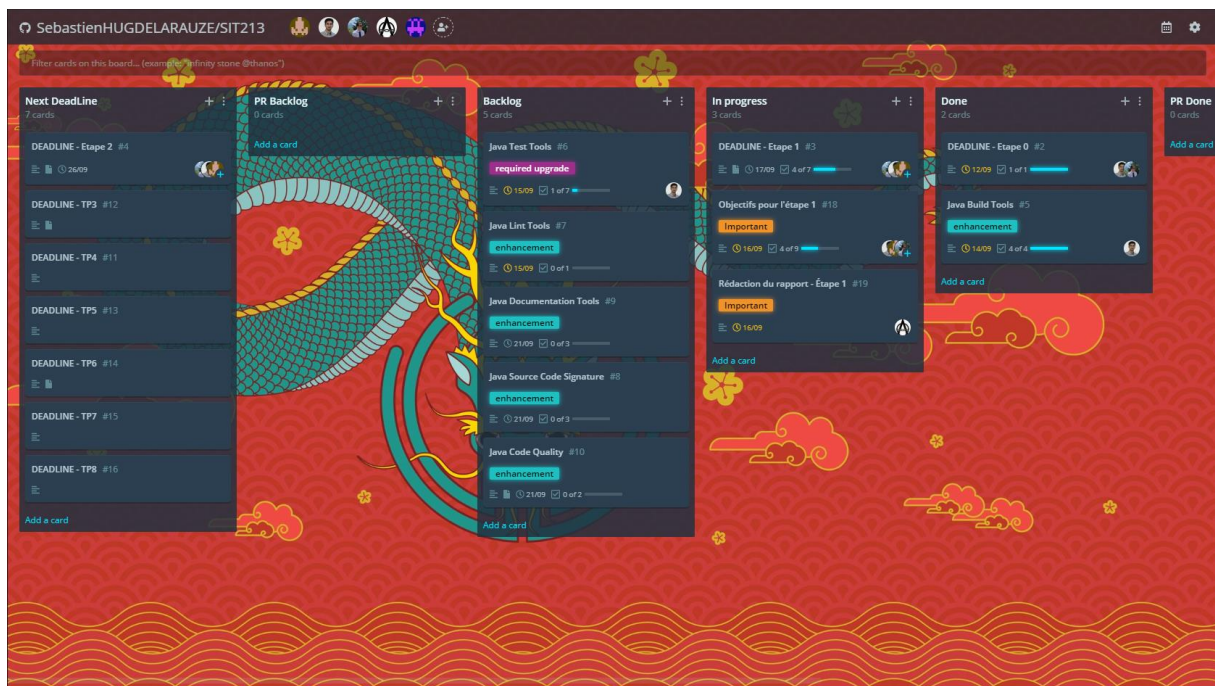 SebastienHUGDELARAUZE/SIT213
Filter cards on this board... (example: "infinity stone @thanos")
Next DeadLine
7 cards
DEADLINE - Etape 2 #4
26/09
DEADLINE - TP3 #12
DEADLINE - TP4 #11
DEADLINE - TP5 #13
DEADLINE - TP6 #14
DEADLINE - TP7 #15
DEADLINE - TP8 #16
Add a card
PR Backlog
0 cards
Add a card
Backlog
5 cards
Java Test Tools #6
required upgrade
15/09 1 of 7
Java Lint Tools #7
enhancement
15/09 0 of 1
Java Documentation Tools #9
enhancement
21/09 0 of 3
Java Source Code Signature #8
enhancement
21/09 0 of 3
Java Code Quality #10
enhancement
21/09 0 of 2
Add a card
In progress
3 cards
DEADLINE - Etape 1 #3
17/09 4 of 7
Objectifs pour l'étape 1 #18
Important
16/09 4 of 9
Rédaction du rapport - Étape 1 #19
Important
16/09
Add a card
Done
2 cards
DEADLINE - Etape 0 #2
12/09 1 of 1
Java Build Tools #5
enhancement
14/09 4 of 4
Add a card
PR Done
0 cards
Add a card